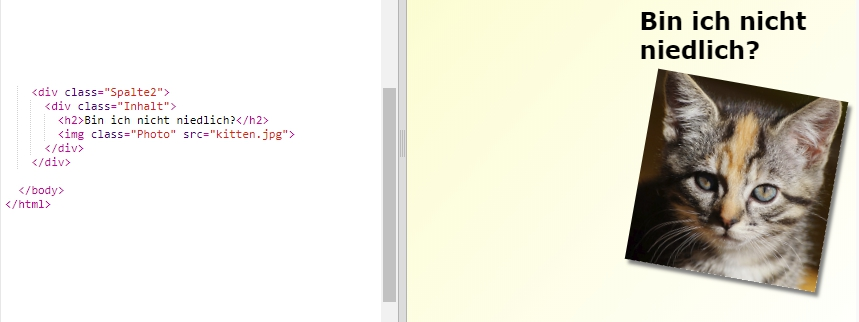 <div class="Spalte2">
<div class="Inhalt">
<h2>Bin ich nicht niedlich?</h2>
<img class="Photo" src="kitten.jpg">
</div>
</div>
</body>
</html>
Bin ich nicht
niedlich?